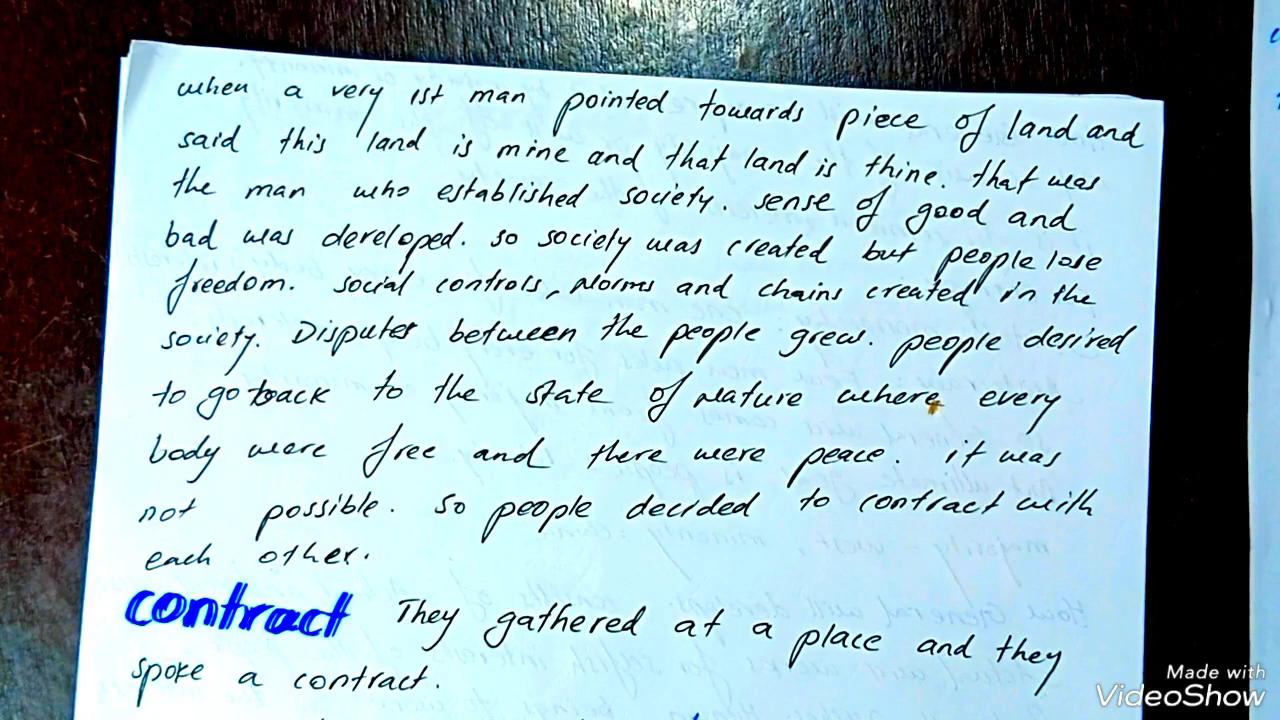 when a very 1st man pointed towards piece of land and
said this land is mine and that land is thine. that was
the man who established society. sense of good and
bad was developed. so society was created but people lose
freedom. social controls, Norms and chains created in the
society. Disputes between the people grew. people desired
to go back to the state of Nature where every
body were free and there were peace. it was
not possible. so people decided to contract with
each other.
contract They gathered at a place and they
spoke a contract.
Made with
VideoShow